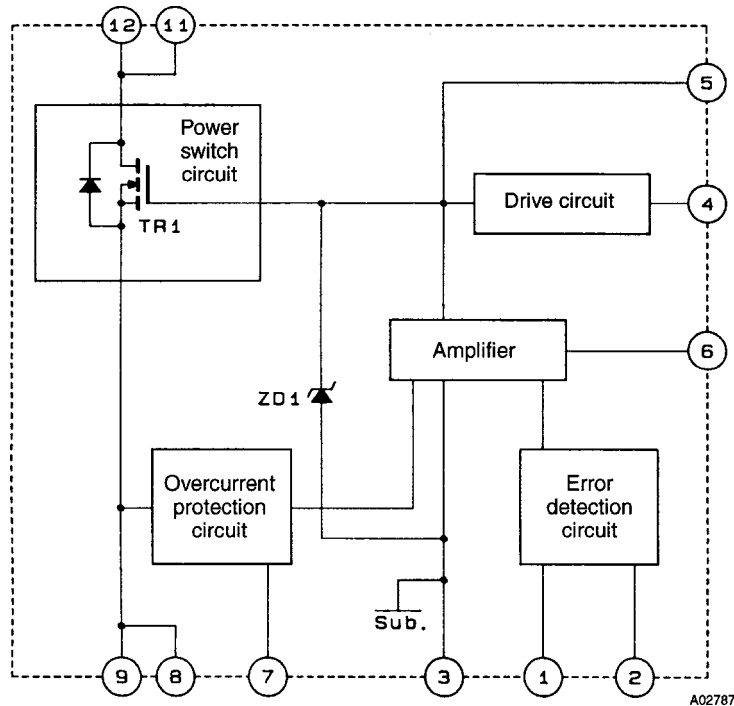 12
11
5
Power
switch
circuit
Drive circuit
4
TR1
Amplifier
6
ZD1
Overcurrent
protection
circuit
Error
detection
circuit
Sub.
9
8
7
3
1
2
A02787